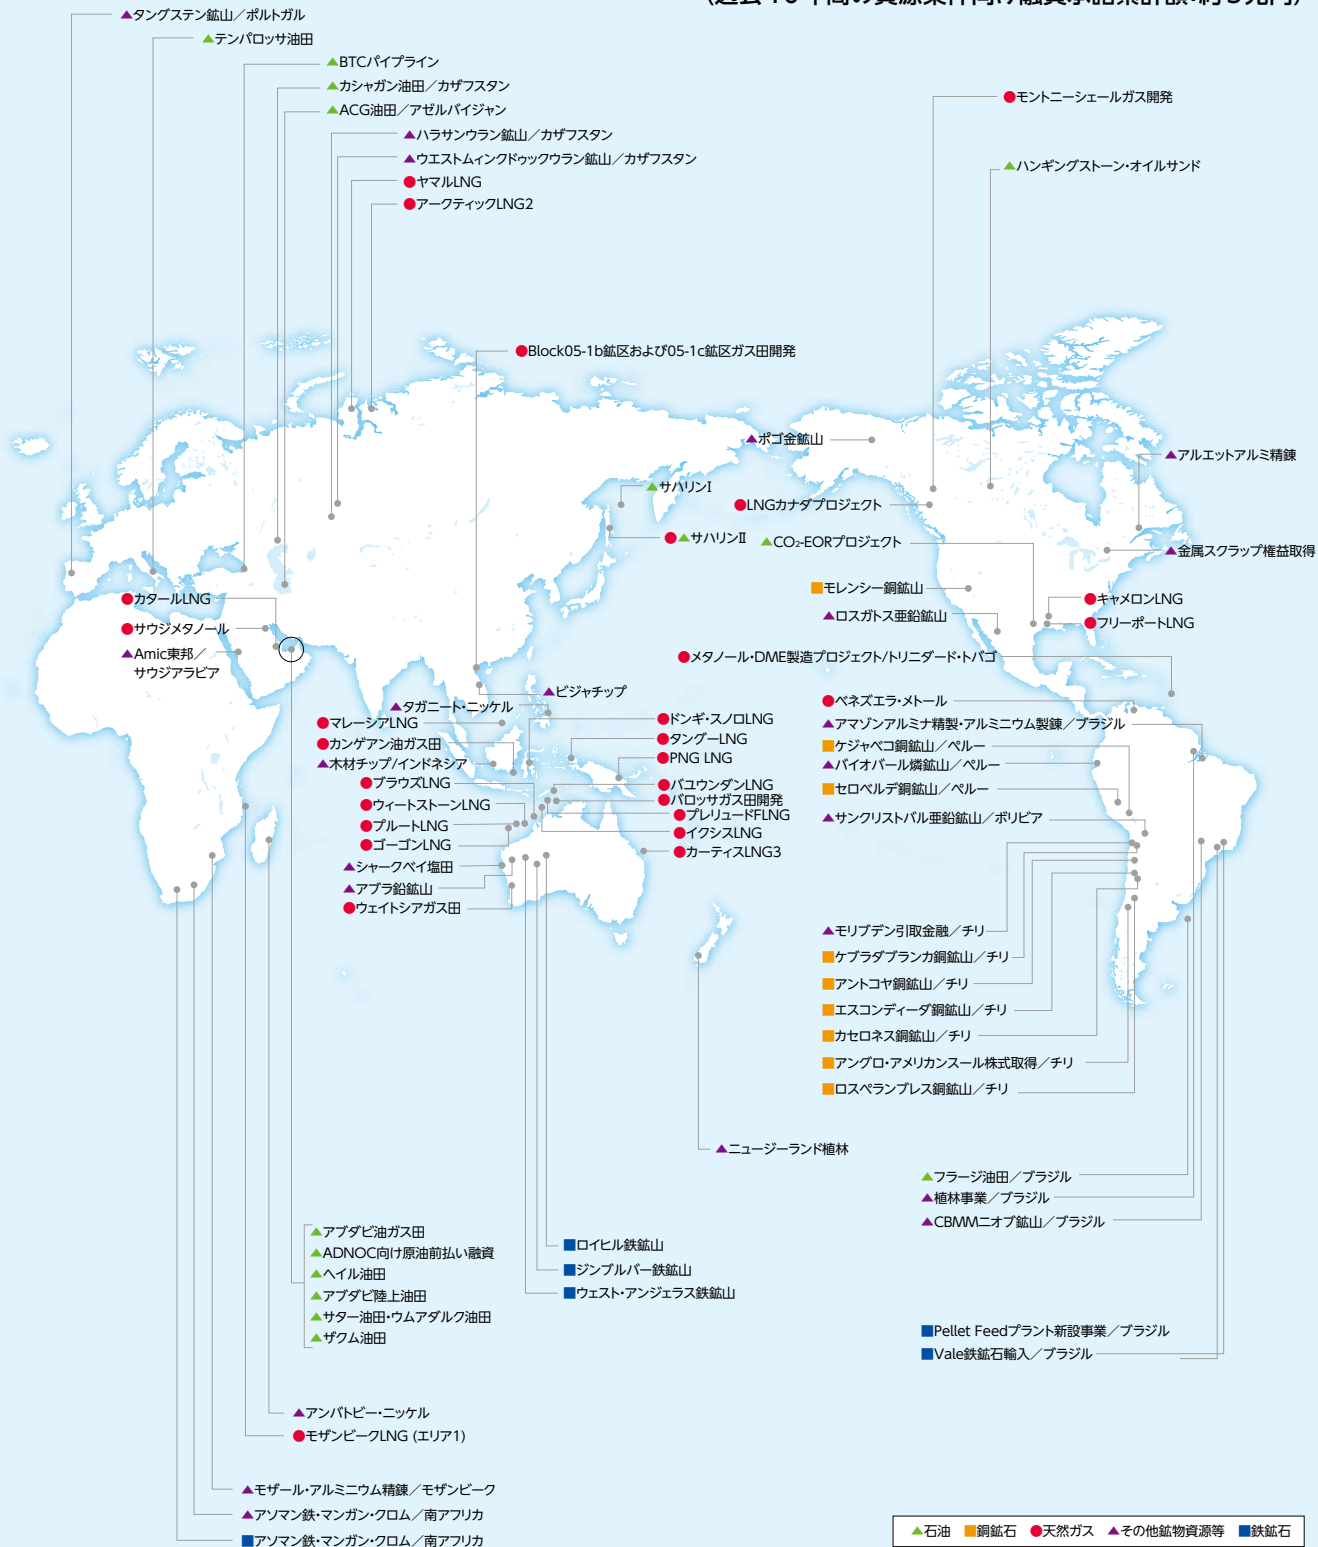 ▲タングステン鉱山／ポルトガル
▲テンパロッサ油田
▲BTCパイプライン
▲カシャガン油田／カザフスタン
▲ACG油田／アゼルバイジャン
▲ハラサンウラン鉱山／カザフスタン
▲ウエストムィンクドゥックウラン鉱山／カザフスタン
●ヤマルLNG
●アークティックLNG2
●モントニーシェールガス開発
▲ハンギングストーン・オイルサンド
●Block05-1b鉱区および05-1c鉱区ガス田開発
▲ポゴ金鉱山
▲アルエットアルミ精錬
▲サハリンI
●LNGカナダプロジェクト
●▲サハリンII
▲CO₂-EORプロジェクト
▲金属スクラップ権益取得
■モレンシー銅鉱山
●カタールLNG
●キャメロンLNG
▲ロスガトス亜鉛鉱山
●サウジメタノール
●フリーポートLNG
▲Amic東邦／
サウジアラビア
●メタノール・DME製造プロジェクト/トリニダード・トバゴ
▲ビジャチップ
▲タガニート・ニッケル
●マレーシアLNG
●カンゲアン油ガス田
▲木材チップ/インドネシア
●ブラウズLNG
●ウィートストーンLNG
●プルートLNG
●ゴーゴンLNG
▲シャークベイ塩田
▲アブラ鉛鉱山
●ウェイトシアガス田
●ドンギ・スノロLNG
●タングーLNG
●PNG LNG
●バユウンダンLNG
●バロッサガス田開発
●プレリュードFLNG
●イクシスLNG
●カーティスLNG3
●ベネズエラ・メトール
▲アマゾンアルミナ精製・アルミニウム製錬／ブラジル
■ケジャベコ銅鉱山／ペルー
▲バイオバール燐鉱山／ペルー
■セロベルデ銅鉱山／ペルー
▲サンクリストバル亜鉛鉱山／ボリビア
▲モリブデン引取金融／チリ
■ケブラダブランカ銅鉱山／チリ
■アントコヤ銅鉱山／チリ
■エスコンディーダ銅鉱山／チリ
■カセロネス銅鉱山／チリ
■アングロ・アメリカンスール株式取得／チリ
■ロスペランブレス銅鉱山／チリ
▲ニュージーランド植林
▲フラージ油田／ブラジル
▲植林事業／ブラジル
▲CBMMニオブ鉱山／ブラジル
▲アブダビ油ガス田
▲ADNOC向け原油前払い融資
▲ヘイル油田
▲アブダビ陸上油田
▲サター油田・ウムアダルク油田
▲ザクム油田
■ロイヒル鉄鉱山
■ジンブルバー鉄鉱山
■ウェスト・アンジェラス鉄鉱山
■Pellet Feedプラント新設事業／ブラジル
■Vale鉄鉱石輸入／ブラジル
▲アンバトビー・ニッケル
●モザンビークLNG (エリア1)
▲モザール・アルミニウム精錬／モザンビーク
▲アソマン鉄・マンガン・クロム／南アフリカ
■アソマン鉄・マンガン・クロム／南アフリカ
▲石油 ■銅鉱石 ●天然ガス ▲その他鉱物資源等 ■鉄鉱石